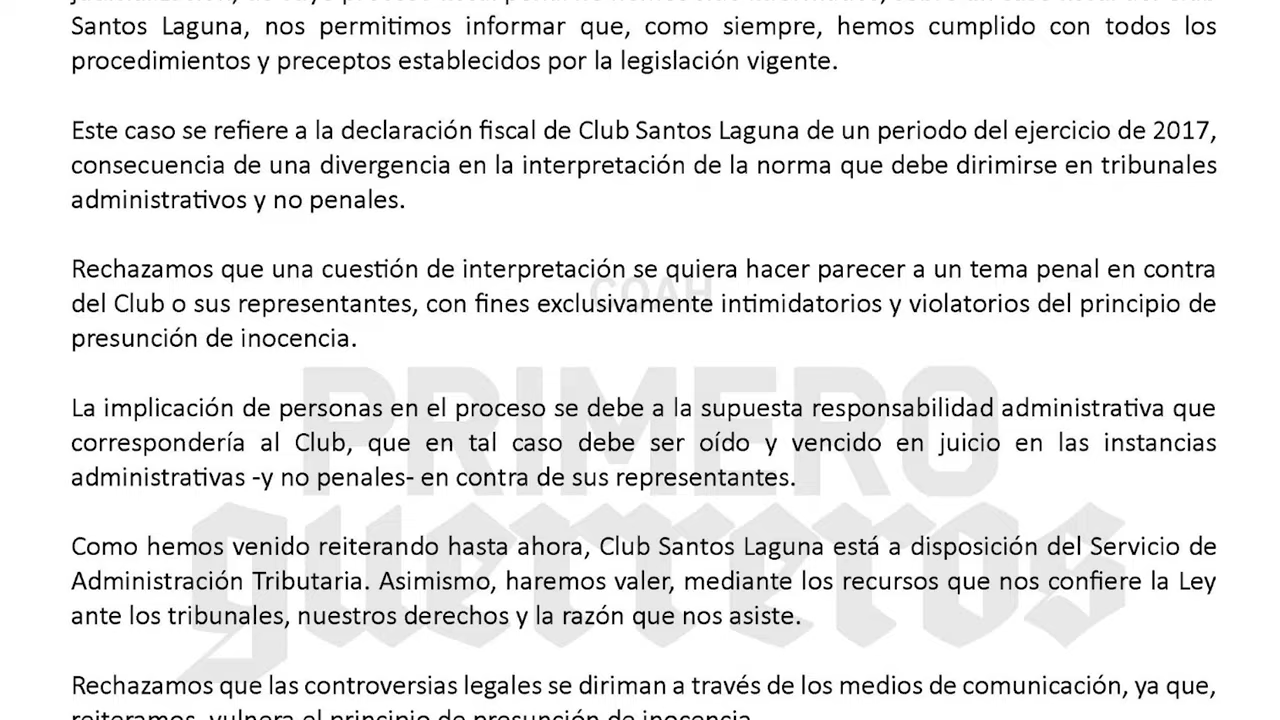 Santos Laguna, nos permitimos informar que, como siempre, hemos cumplido con todos los
procedimientos y preceptos establecidos por la legislación vigente.
Este caso se refiere a la declaración fiscal de Club Santos Laguna de un periodo del ejercicio de 2017,
consecuencia de una divergencia en la interpretación de la norma que debe dirimirse en tribunales
administrativos y no penales.
Rechazamos que una cuestión de interpretación se quiera hacer parecer a un tema penal en contra
COAH
del Club o sus representantes, con fines exclusivamente intimidatorios y violatorios del principio de
presunción de inocencia.
PRIMERO
La implicación de personas en el proceso se debe a la supuesta responsabilidad administrativa que
correspondería al Club, que en tal caso debe ser oído y vencido en juicio en las instancias
administrativas -y no penales- en contra de sus representantes.
guerreros
Como hemos venido reiterando hasta ahora, Club Santos Laguna está a disposición del Servicio de
Administración Tributaria. Asimismo, haremos valer, mediante los recursos que nos confiere la Ley
ante los tribunales, nuestros derechos y la razón que nos asiste.
Rechazamos que las controversias legales se diriman a través de los medios de comunicación, ya que,
reiteramos, vulnera el principio de presunción de inocencia.